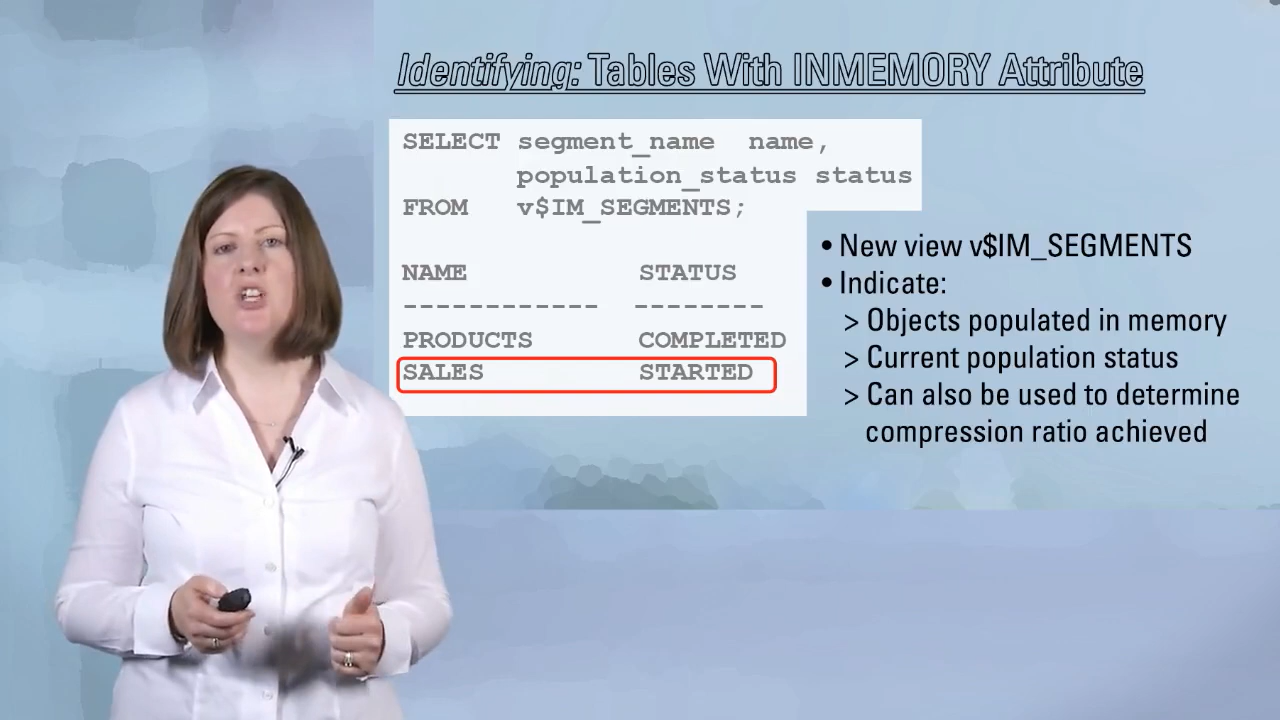 Identifying: Tables With INMEMORY Attribute
SELECT segment_name name,
population_status status
FROM v$IM_SEGMENTS;
NAME STATUS
------------ --------
PRODUCTS COMPLETED
SALES STARTED
• New view v$IM_SEGMENTS
• Indicate:
> Objects populated in memory
> Current population status
> Can also be used to determine
compression ratio achieved